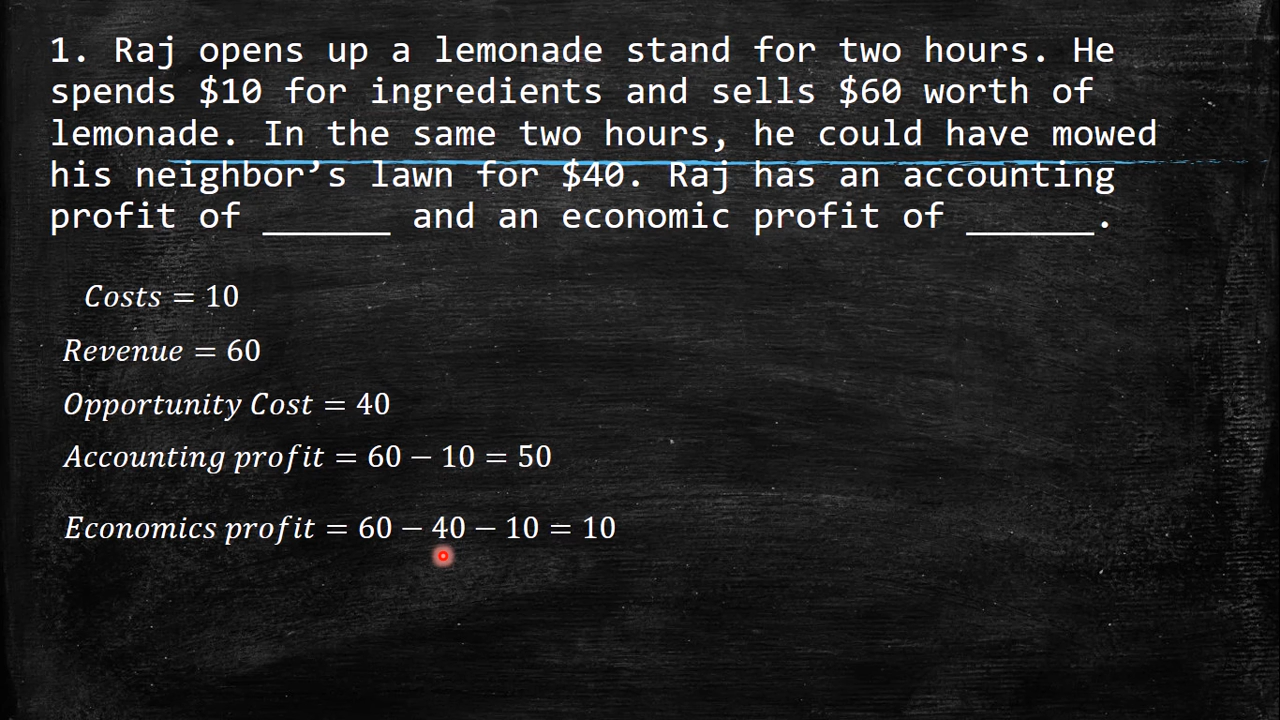 1. Raj opens up a lemonade stand for two hours. He
spends $10 for ingredients and sells $60 worth of
lemonade. In the same two hours, he could have mowed
his neighbor’s lawn for $40. Raj has an accounting
profit of ______ and an economic profit of ______.
Costs = 10
Revenue = 60
Opportunity Cost = 40
Accounting profit = 60 − 10 = 50
Economics profit = 60 − 40 − 10 = 10